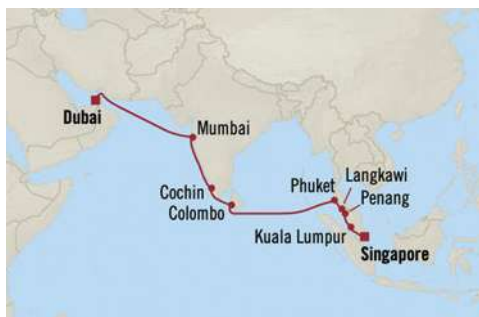 Dubai
Mumbai
Cochin
Colombo
Phuket
Langkawi
Penang
Kuala Lumpur
Singapore